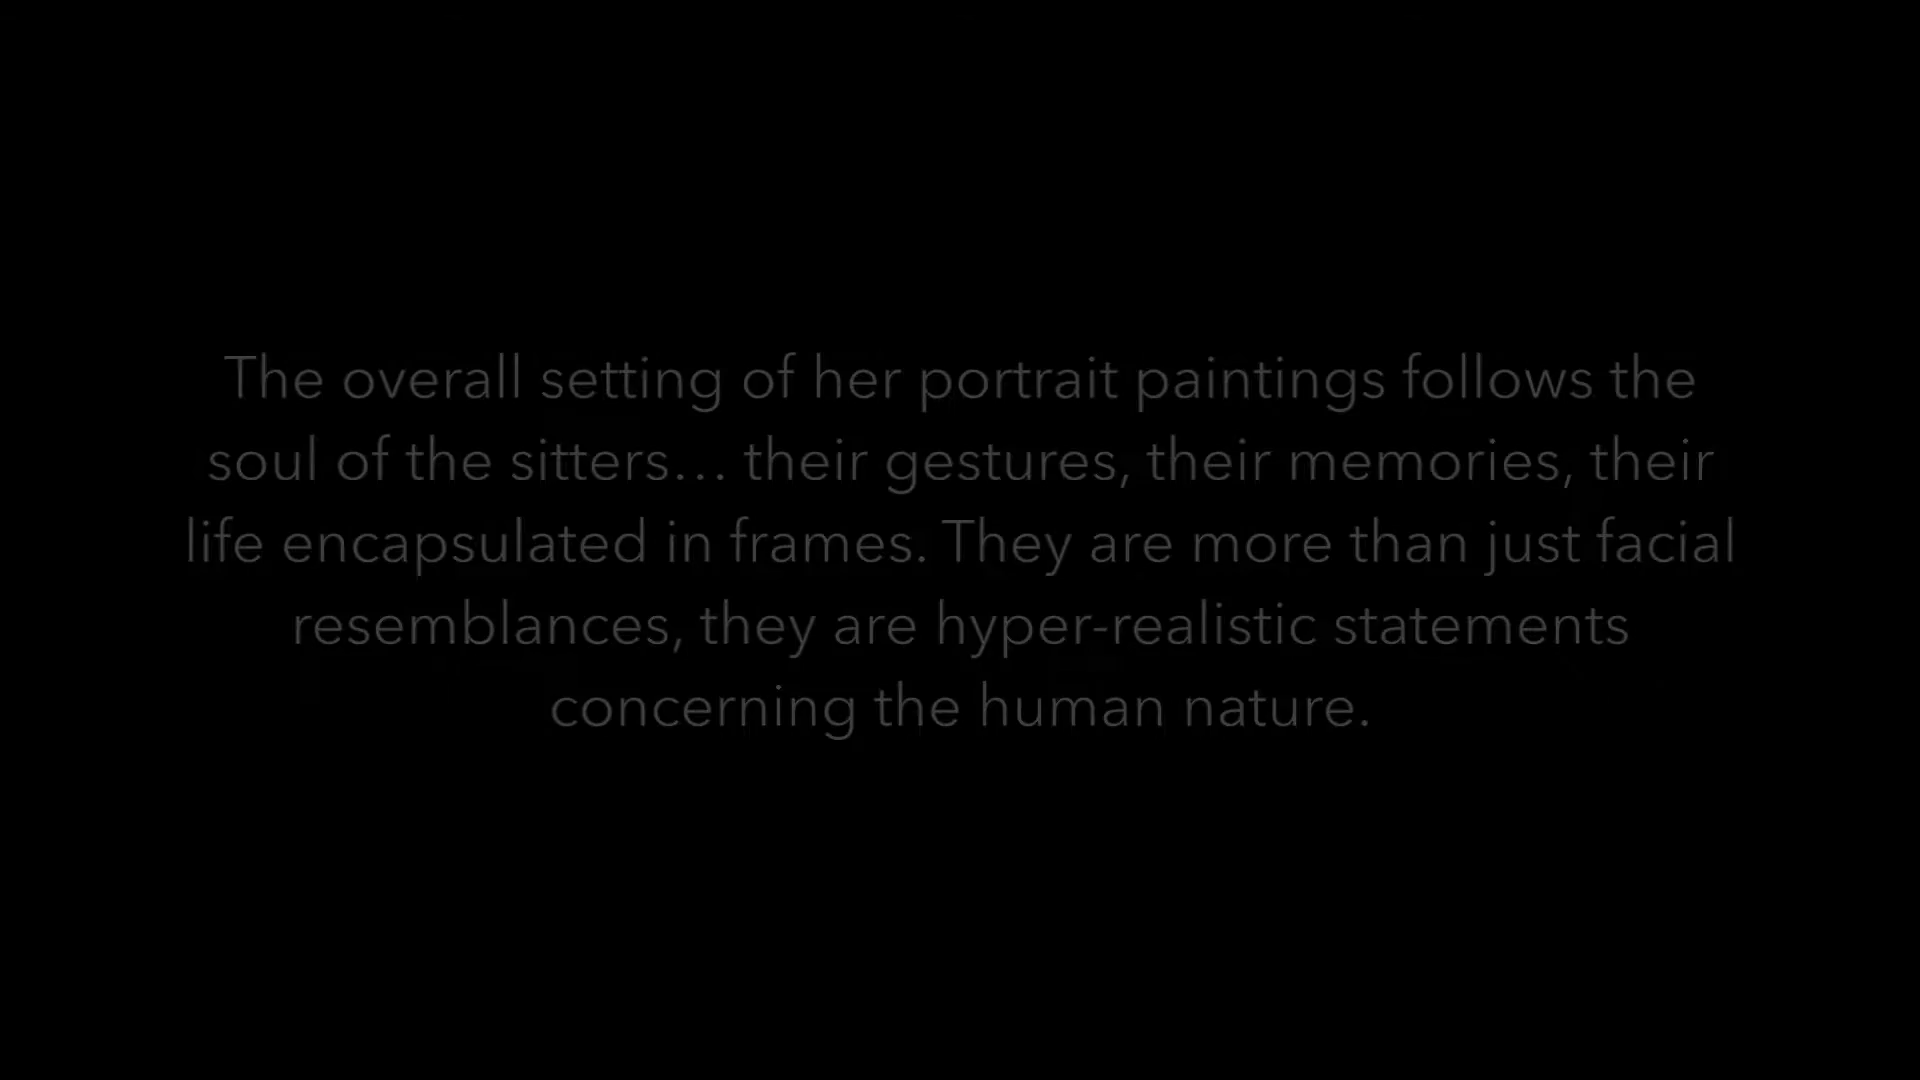 The overall setting of her portrait paintings follows the
soul of the sitters… their gestures, their memories, their
life encapsulated in frames. They are more than just facial
resemblances, they are hyper-realistic statements
concerning the human nature.